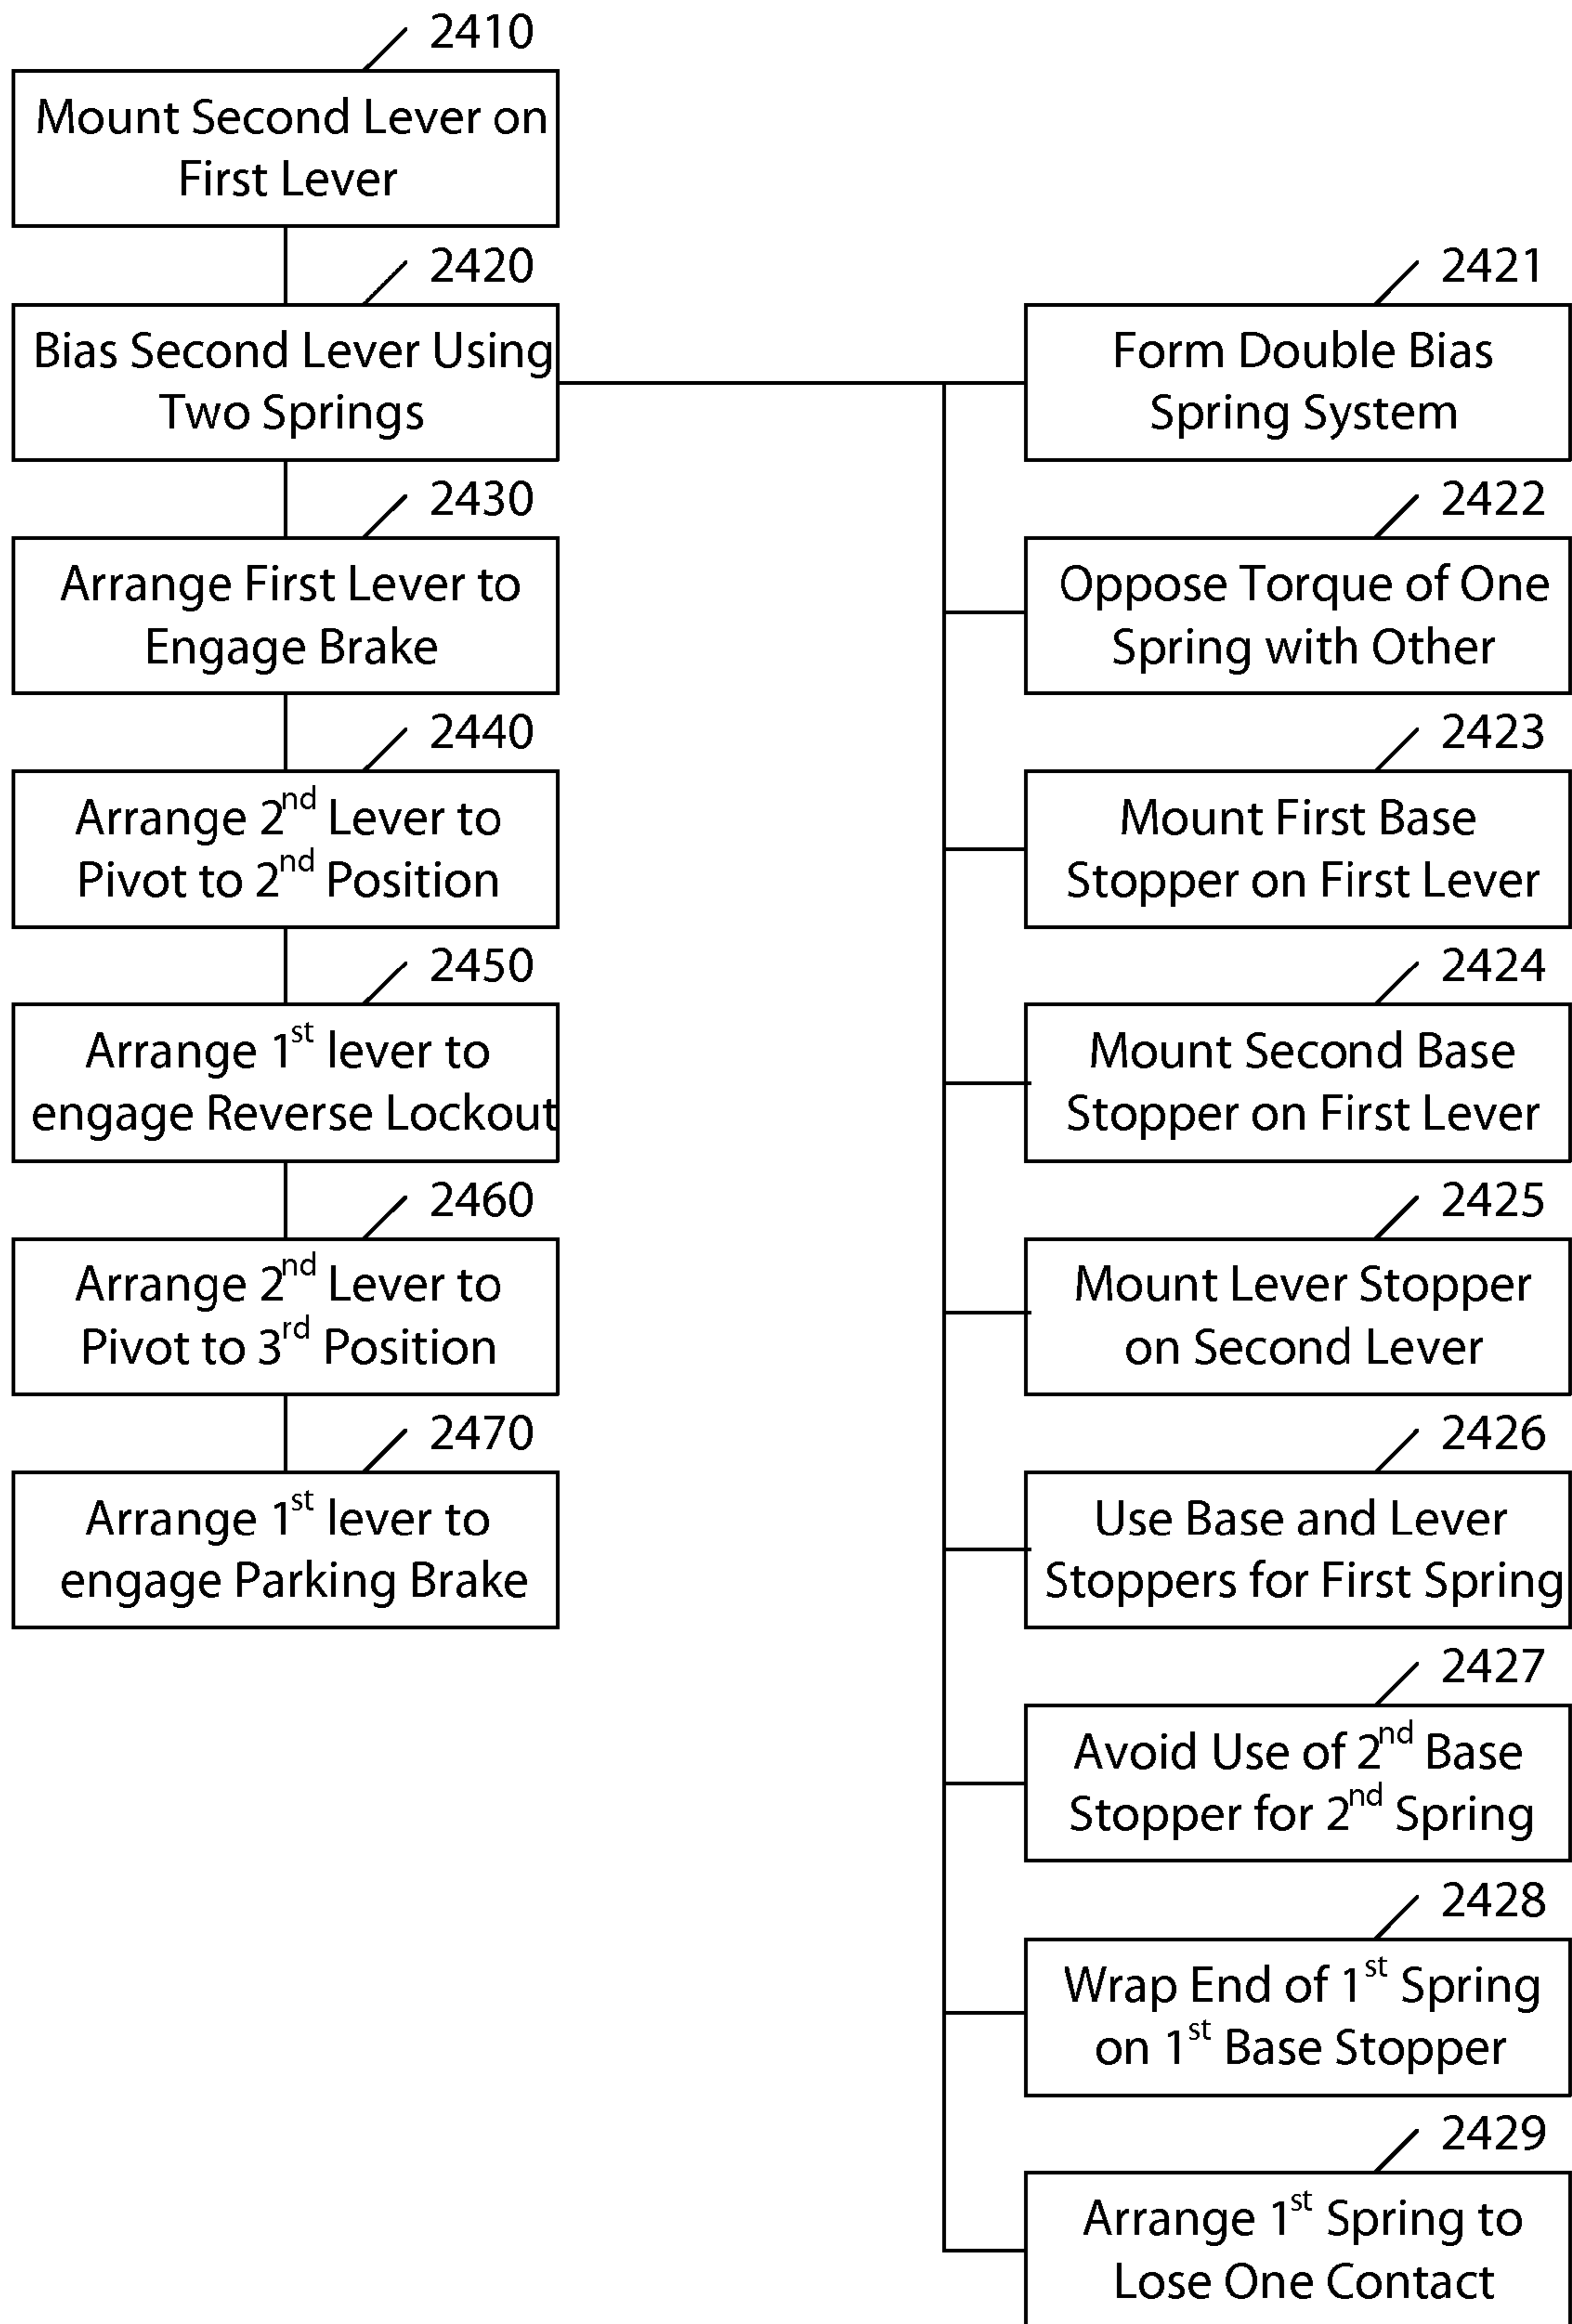 2410
Mount Second Lever on
First Lever
2420
Bias Second Lever Using
Two Springs
2430
Arrange First Lever to
Engage Brake
2440
Arrange 2nd Lever to
Pivot to 2nd Position
2450
Arrange 1st lever to
engage Reverse Lockout
2460
Arrange 2nd Lever to
Pivot to 3rd Position
2470
Arrange 1st lever to
engage Parking Brake
2421
Form Double Bias
Spring System
2422
Oppose Torque of One
Spring with Other
2423
Mount First Base
Stopper on First Lever
2424
Mount Second Base
Stopper on First Lever
2425
Mount Lever Stopper
on Second Lever
2426
Use Base and Lever
Stoppers for First Spring
2427
Avoid Use of 2nd Base
Stopper for 2nd Spring
2428
Wrap End of 1st Spring
on 1st Base Stopper
2429
Arrange 1st Spring to
Lose One Contact